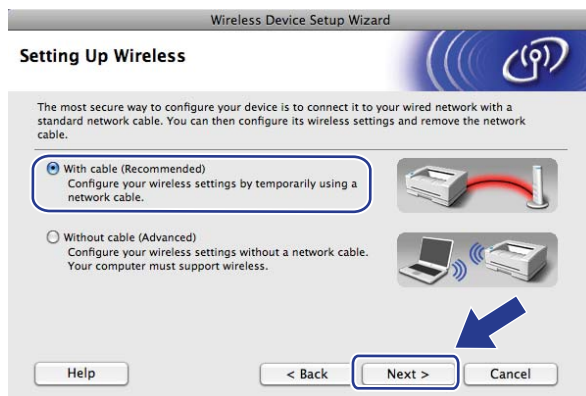 Wireless Device Setup Wizard
Setting Up Wireless
The most secure way to configure your device is to connect it to your wired network with a
standard network cable. You can then configure its wireless settings and remove the network
cable.
With cable (Recommended)
Configure your wireless settings by temporarily using a
network cable.
Without cable (Advanced)
Configure your wireless settings without a network cable.
Your computer must support wireless.
Help
< Back
Next >
Cancel